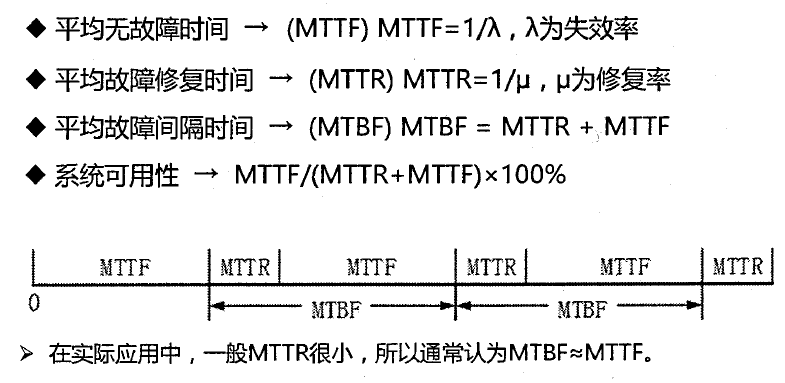 ◆ 平均无故障时间 → (MTTF) MTTF=1/λ，λ为失效率
◆ 平均故障修复时间 → (MTTR) MTTR=1/μ，μ为修复率
◆ 平均故障间隔时间 → (MTBF) MTBF = MTTR + MTTF
◆ 系统可用性 → MTTF/(MTTR+MTTF)×100%
MTTF MTTR MTTF MTTR MTTF MTTR
0 MTBF MTBF
➢ 在实际应用中，一般MTTR很小，所以通常认为MTBF≈MTTF。